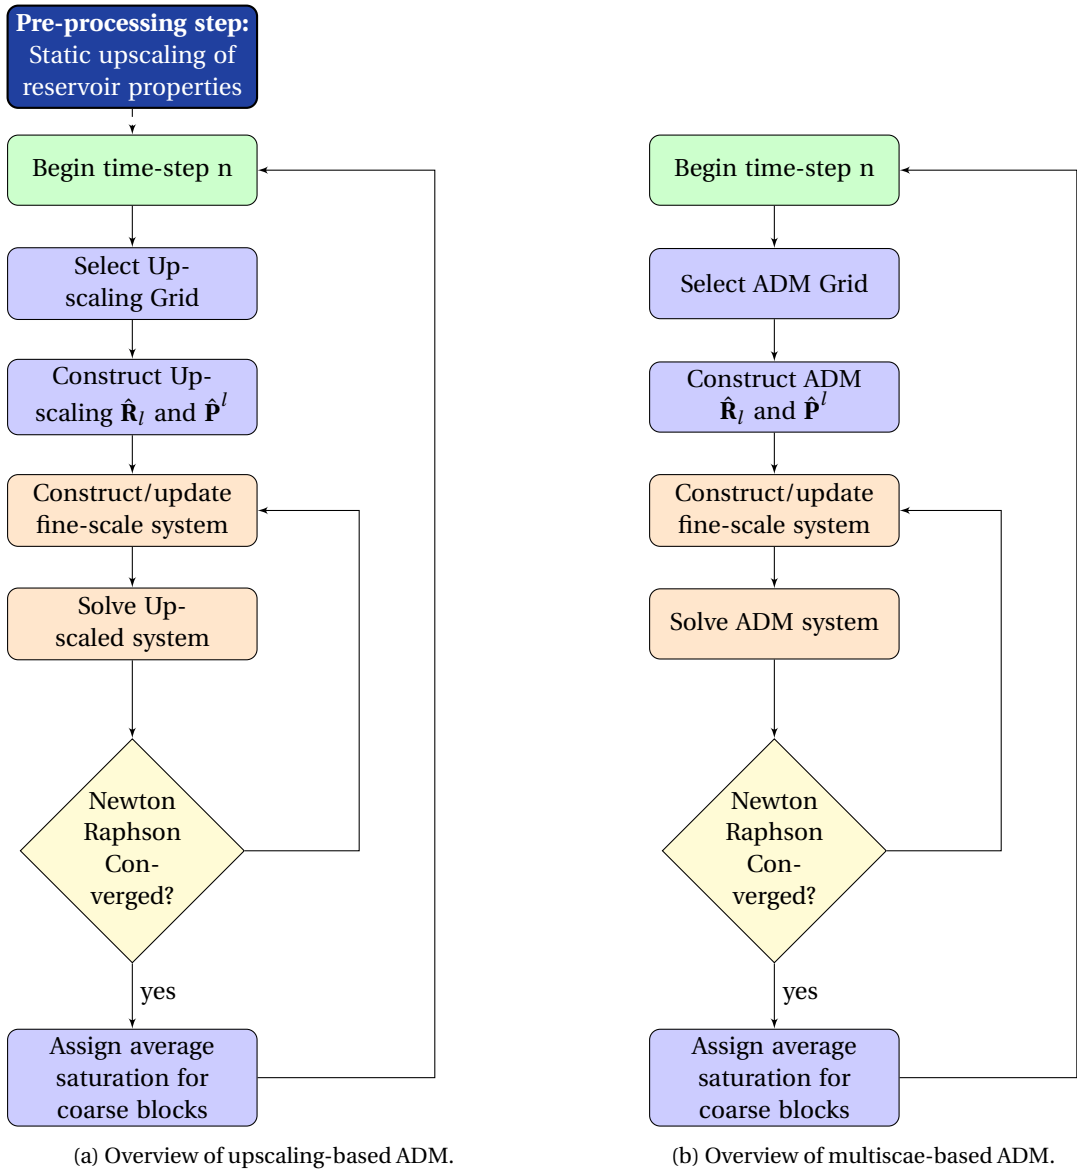 Pre-processing step:
Static upscaling of
reservoir properties
Begin time-step n
Select Up-
scaling Grid
Construct Up-
scaling R̂_l and P̂^l
Construct/update
fine-scale system
Solve Up-
scaled system
Newton
Raphson
Con-
verged?
yes
Assign average
saturation for
coarse blocks
(a) Overview of upscaling-based ADM.
Begin time-step n
Select ADM Grid
Construct ADM
R̂_l and P̂^l
Construct/update
fine-scale system
Solve ADM system
Newton
Raphson
Con-
verged?
yes
Assign average
saturation for
coarse blocks
(b) Overview of multiscae-based ADM.